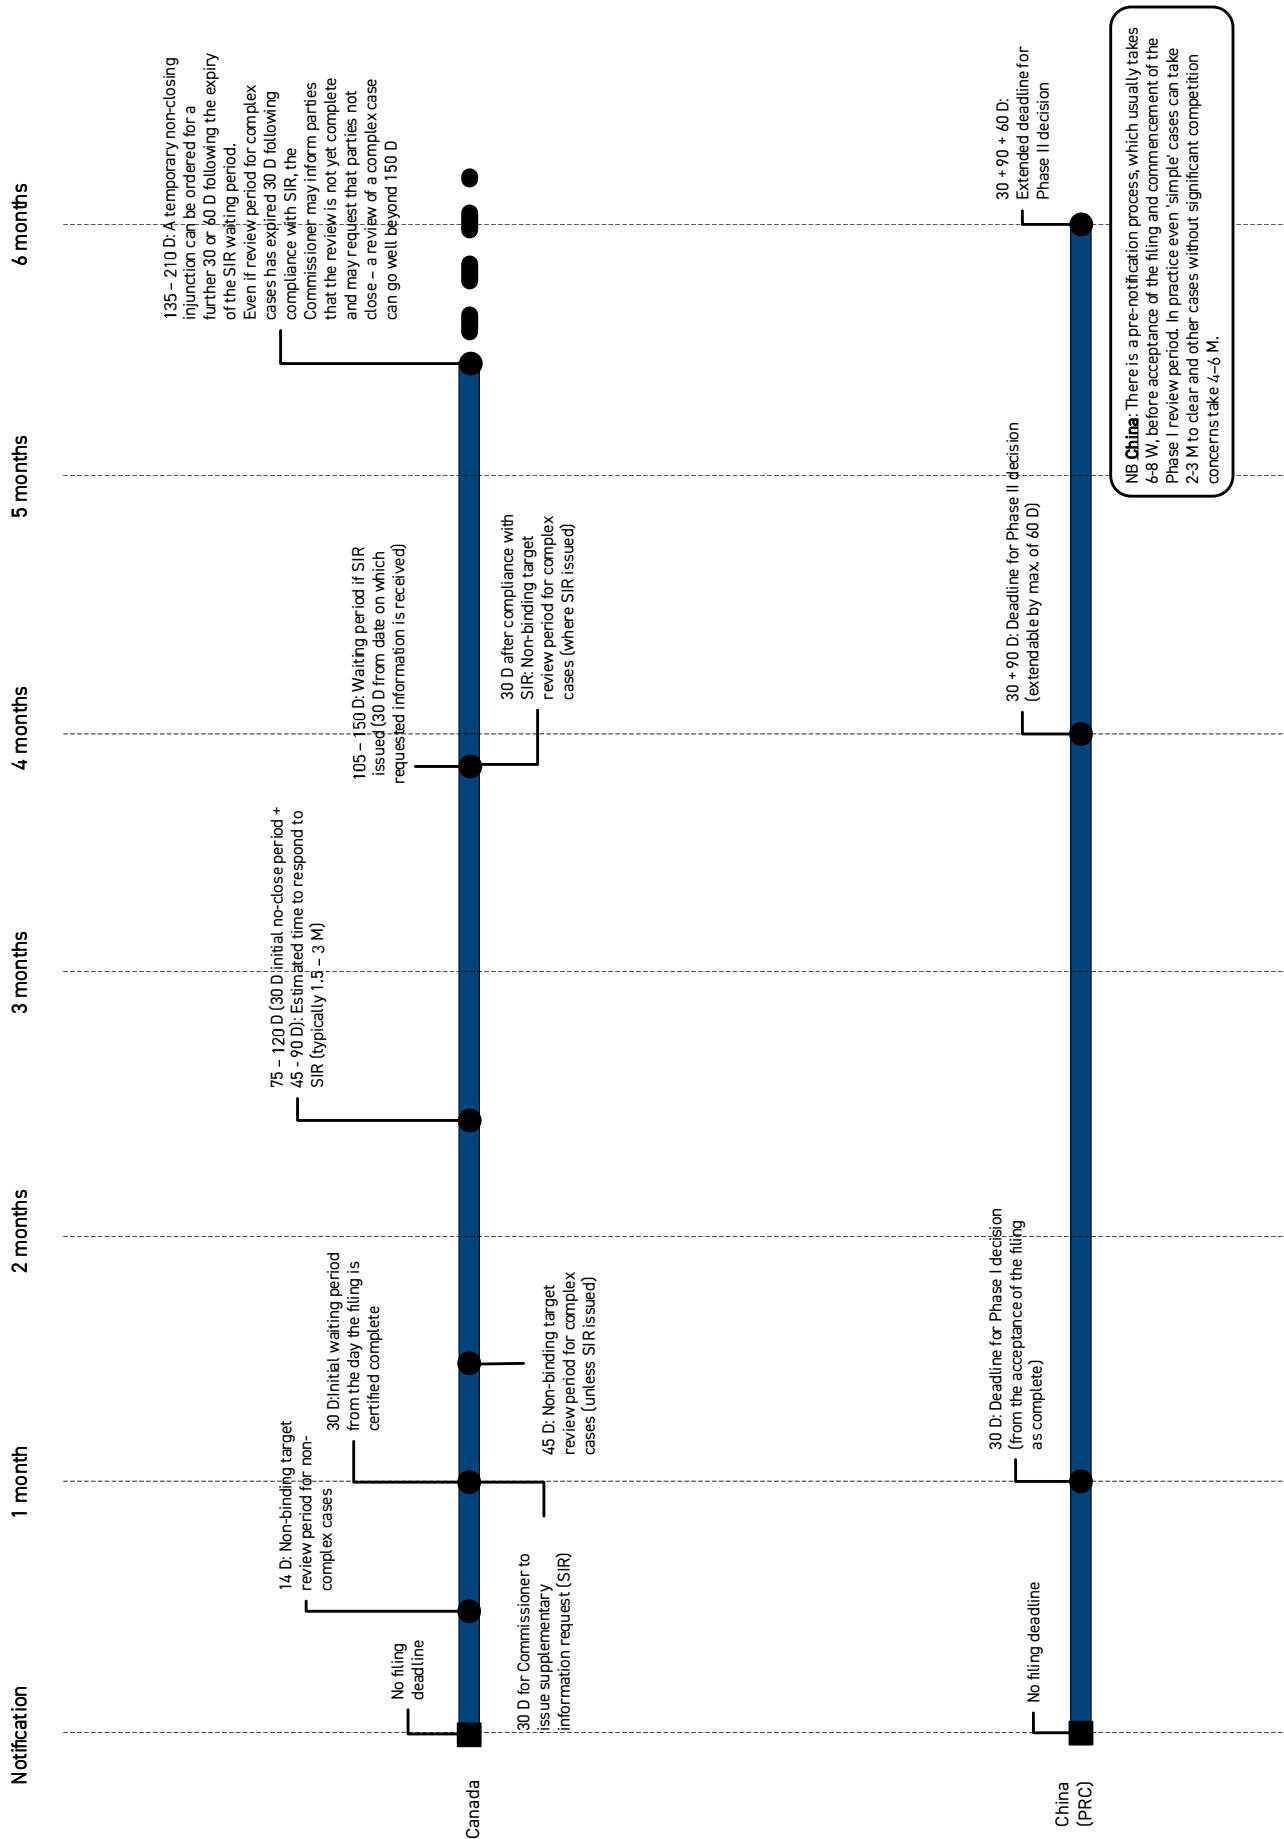 Notification
1 month
2 months
3 months
4 months
5 months
6 months
Canada
No filing
deadline
14 D: Non-binding target
review period for non-
complex cases
30 D:Initial waiting period
from the day the filing is
certified complete
30 D for Commissioner to
issue supplementary
information request (SIR)
45 D: Non-binding target
review period for complex
cases (unless SIR issued)
75 – 120 D (30 D initial no-close period +
45 - 90 D): Estimated time to respond to
SIR (typically 1.5 – 3 M)
105 – 150 D: Waiting period if SIR
issued (30 D from date on which
requested information is received)
30 D after compliance with
SIR: Non-binding target
review period for complex
cases (where SIR issued)
135 – 210 D: A temporary non-closing
injunction can be ordered for a
further 30 or 60 D following the expiry
of the SIR waiting period.
Even if review period for complex
cases has expired 30 D following
compliance with SIR, the
Commissioner may inform parties
that the review is not yet complete
and may request that parties not
close – a review of a complex case
can go well beyond 150 D
China
(PRC)
No filing deadline
30 D: Deadline for Phase I decision
(from the acceptance of the filing
as complete)
30 + 90 D: Deadline for Phase II decision
(extendable by max. of 60 D)
30 + 90 + 60 D:
Extended deadline for
Phase II decision
NB China: There is a pre-notification process, which usually takes
6-8 W, before acceptance of the filing and commencement of the
Phase I review period. In practice even ‘simple’ cases can take
2-3 M to clear and other cases without significant competition
concerns take 4–6 M.